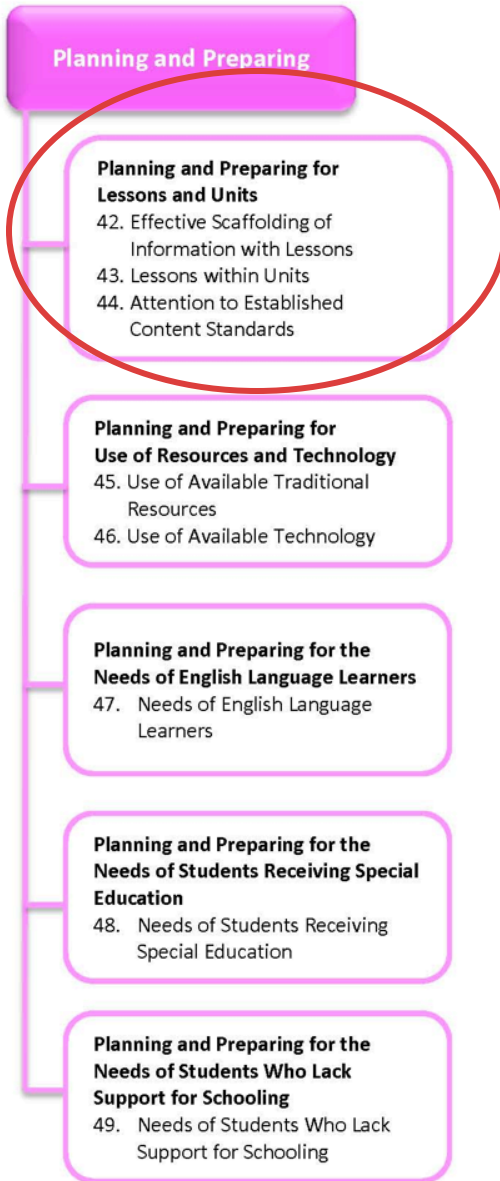 Planning and Preparing
Planning and Preparing for
Lessons and Units
42. Effective Scaffolding of
Information with Lessons
43. Lessons within Units
44. Attention to Established
Content Standards
Planning and Preparing for
Use of Resources and Technology
45. Use of Available Traditional
Resources
46. Use of Available Technology
Planning and Preparing for the
Needs of English Language Learners
47. Needs of English Language
Learners
Planning and Preparing for the
Needs of Students Receiving Special
Education
48. Needs of Students Receiving
Special Education
Planning and Preparing for the
Needs of Students Who Lack
Support for Schooling
49. Needs of Students Who Lack
Support for Schooling